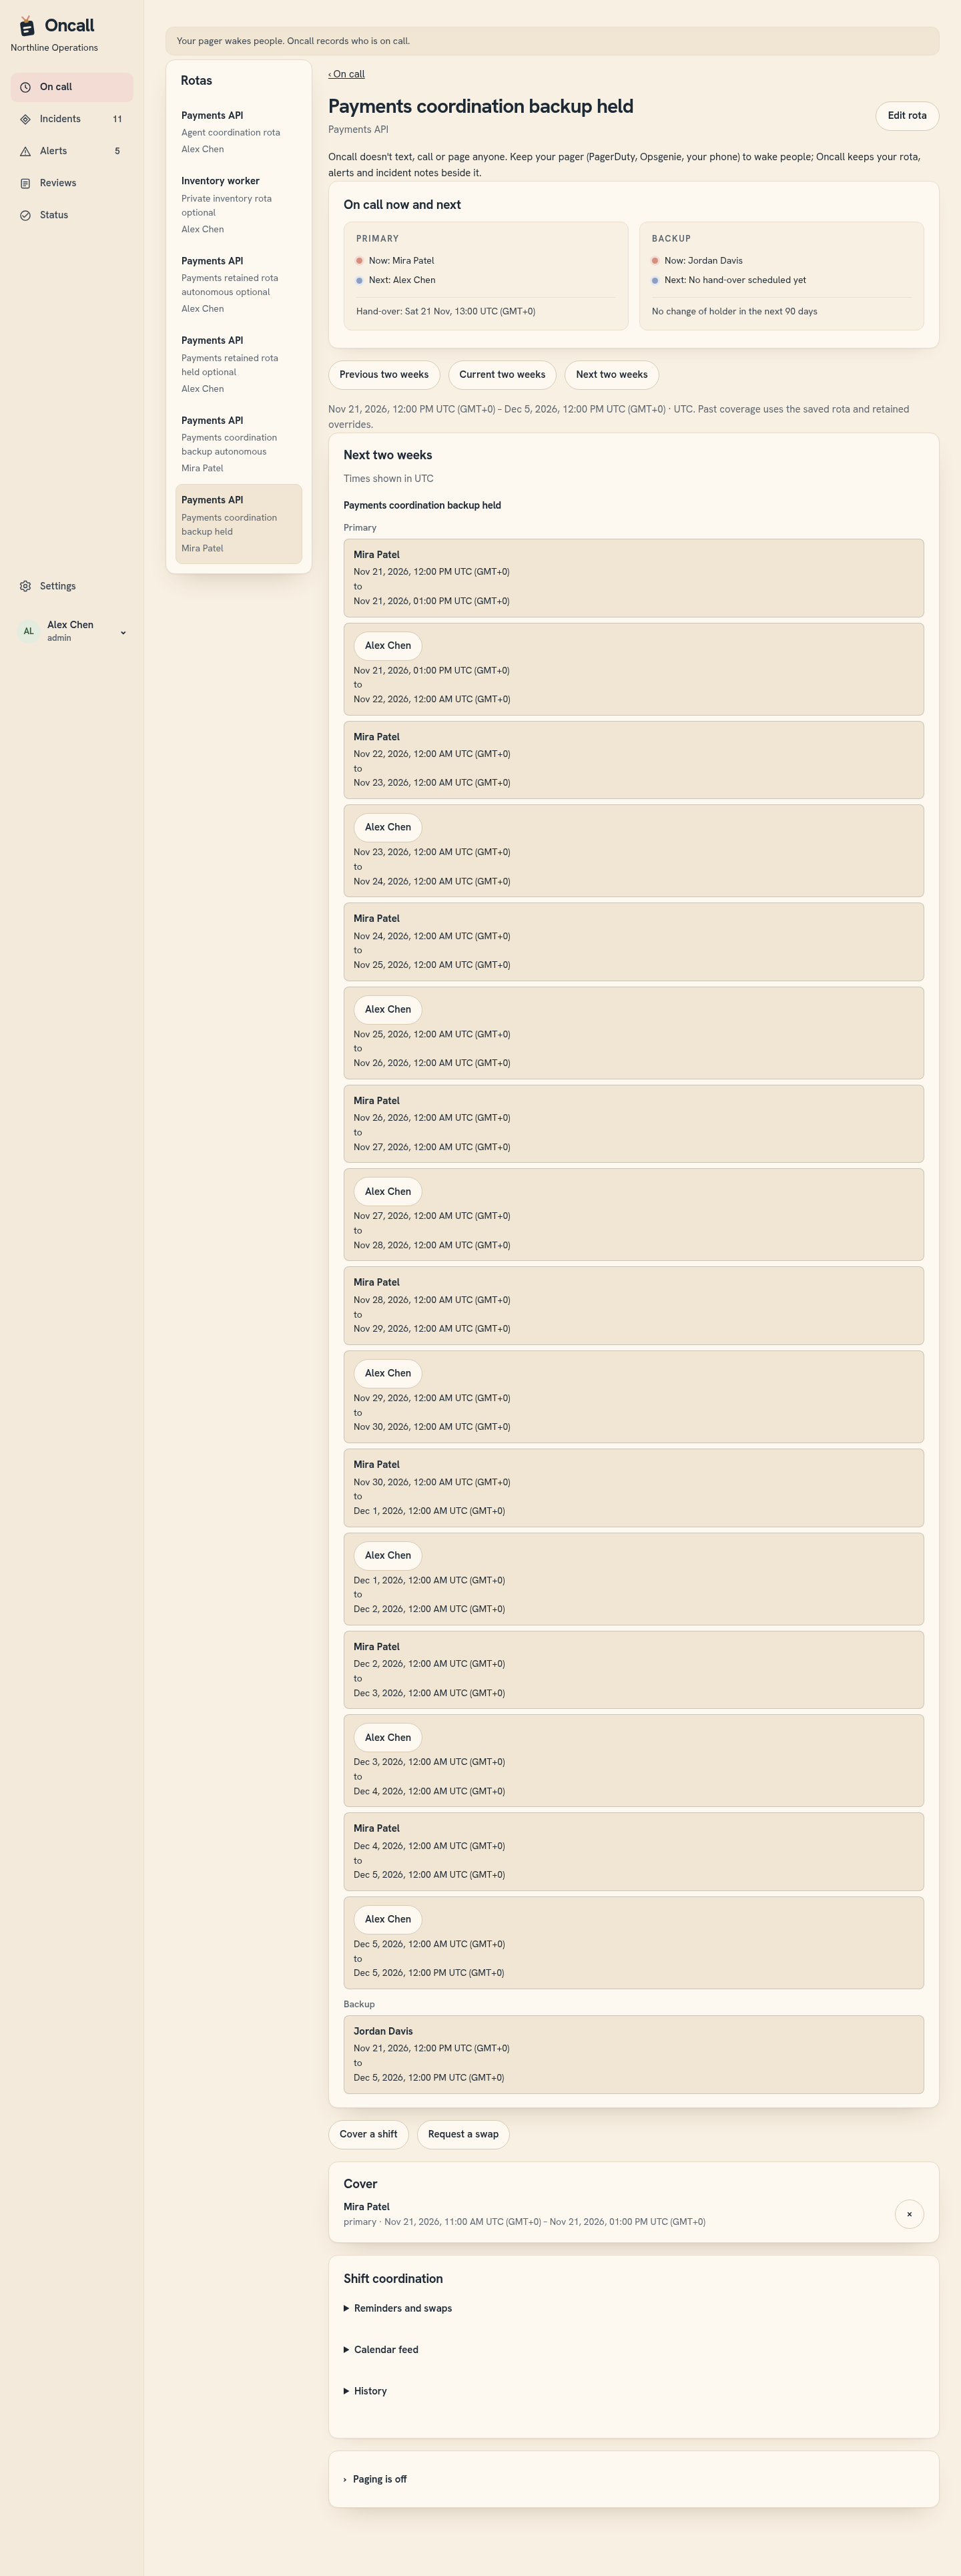 Oncall
Northline Operations
On call
Incidents 11
Alerts 5
Reviews
Status
Settings
AL
Alex Chen
admin
Your pager wakes people. Oncall records who is on call.
Rotas
Payments API
Agent coordination rota
Alex Chen
Inventory worker
Private inventory rota
optional
Alex Chen
Payments API
Payments retained rota
autonomous optional
Alex Chen
Payments API
Payments retained rota
held optional
Alex Chen
Payments API
Payments coordination
backup autonomous
Mira Patel
Payments API
Payments coordination
backup held
Mira Patel
‹ On call
Payments coordination backup held
Payments API
Edit rota
Oncall doesn't text, call or page anyone. Keep your pager (PagerDuty, Opsgenie, your phone) to wake people; Oncall keeps your rota,
alerts and incident notes beside it.
On call now and next
PRIMARY
Now: Mira Patel
Next: Alex Chen
Hand-over: Sat 21 Nov, 13:00 UTC (GMT+0)
BACKUP
Now: Jordan Davis
Next: No hand-over scheduled yet
No change of holder in the next 90 days
Previous two weeks
Current two weeks
Next two weeks
Nov 21, 2026, 12:00 PM UTC (GMT+0) – Dec 5, 2026, 12:00 PM UTC (GMT+0) · UTC. Past coverage uses the saved rota and retained
overrides.
Next two weeks
Times shown in UTC
Payments coordination backup held
Primary
Mira Patel
Nov 21, 2026, 12:00 PM UTC (GMT+0)
to
Nov 21, 2026, 01:00 PM UTC (GMT+0)
Alex Chen
Nov 21, 2026, 01:00 PM UTC (GMT+0)
to
Nov 22, 2026, 12:00 AM UTC (GMT+0)
Mira Patel
Nov 22, 2026, 12:00 AM UTC (GMT+0)
to
Nov 23, 2026, 12:00 AM UTC (GMT+0)
Alex Chen
Nov 23, 2026, 12:00 AM UTC (GMT+0)
to
Nov 24, 2026, 12:00 AM UTC (GMT+0)
Mira Patel
Nov 24, 2026, 12:00 AM UTC (GMT+0)
to
Nov 25, 2026, 12:00 AM UTC (GMT+0)
Alex Chen
Nov 25, 2026, 12:00 AM UTC (GMT+0)
to
Nov 26, 2026, 12:00 AM UTC (GMT+0)
Mira Patel
Nov 26, 2026, 12:00 AM UTC (GMT+0)
to
Nov 27, 2026, 12:00 AM UTC (GMT+0)
Alex Chen
Nov 27, 2026, 12:00 AM UTC (GMT+0)
to
Nov 28, 2026, 12:00 AM UTC (GMT+0)
Mira Patel
Nov 28, 2026, 12:00 AM UTC (GMT+0)
to
Nov 29, 2026, 12:00 AM UTC (GMT+0)
Alex Chen
Nov 29, 2026, 12:00 AM UTC (GMT+0)
to
Nov 30, 2026, 12:00 AM UTC (GMT+0)
Mira Patel
Nov 30, 2026, 12:00 AM UTC (GMT+0)
to
Dec 1, 2026, 12:00 AM UTC (GMT+0)
Alex Chen
Dec 1, 2026, 12:00 AM UTC (GMT+0)
to
Dec 2, 2026, 12:00 AM UTC (GMT+0)
Mira Patel
Dec 2, 2026, 12:00 AM UTC (GMT+0)
to
Dec 3, 2026, 12:00 AM UTC (GMT+0)
Alex Chen
Dec 3, 2026, 12:00 AM UTC (GMT+0)
to
Dec 4, 2026, 12:00 AM UTC (GMT+0)
Mira Patel
Dec 4, 2026, 12:00 AM UTC (GMT+0)
to
Dec 5, 2026, 12:00 AM UTC (GMT+0)
Alex Chen
Dec 5, 2026, 12:00 AM UTC (GMT+0)
to
Dec 5, 2026, 12:00 PM UTC (GMT+0)
Backup
Jordan Davis
Nov 21, 2026, 12:00 PM UTC (GMT+0)
to
Dec 5, 2026, 12:00 PM UTC (GMT+0)
Cover a shift
Request a swap
Cover
Mira Patel
primary · Nov 21, 2026, 11:00 AM UTC (GMT+0) – Nov 21, 2026, 01:00 PM UTC (GMT+0)
×
Shift coordination
Reminders and swaps
Calendar feed
History
› Paging is off